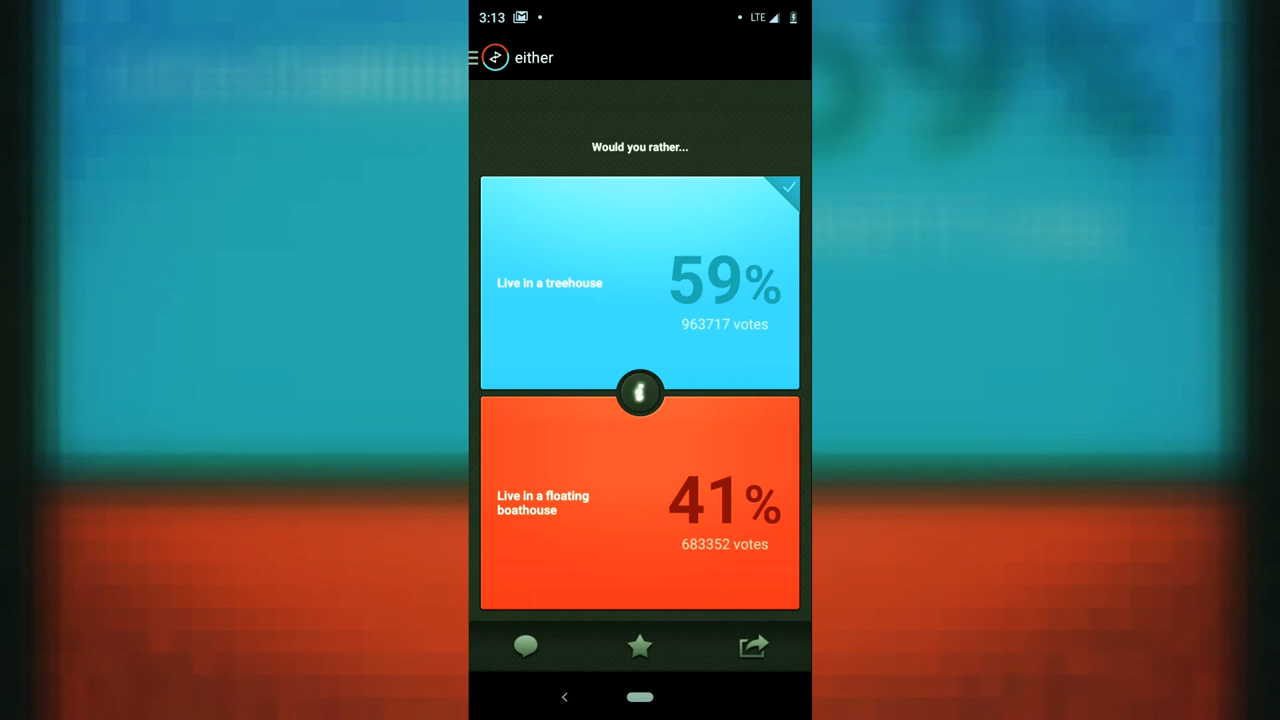 3:13
LTE
either
Would you rather...
Live in a treehouse
59%
963717 votes
Live in a floating
boathouse
41%
683352 votes